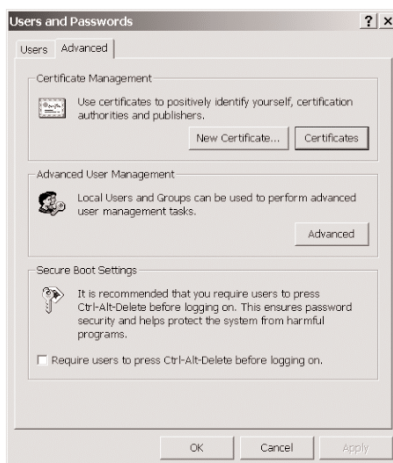 Users and Passwords
? ×
Users Advanced
Certificate Management
Use certificates to positively identify yourself, certification
authorities and publishers.
New Certificate... Certificates
Advanced User Management
Local Users and Groups can be used to perform advanced
user management tasks.
Advanced
Secure Boot Settings
It is recommended that you require users to press
Ctrl-Alt-Delete before logging on. This ensures password
security and helps protect the system from harmful
programs.
Require users to press Ctrl-Alt-Delete before logging on.
OK Cancel Apply